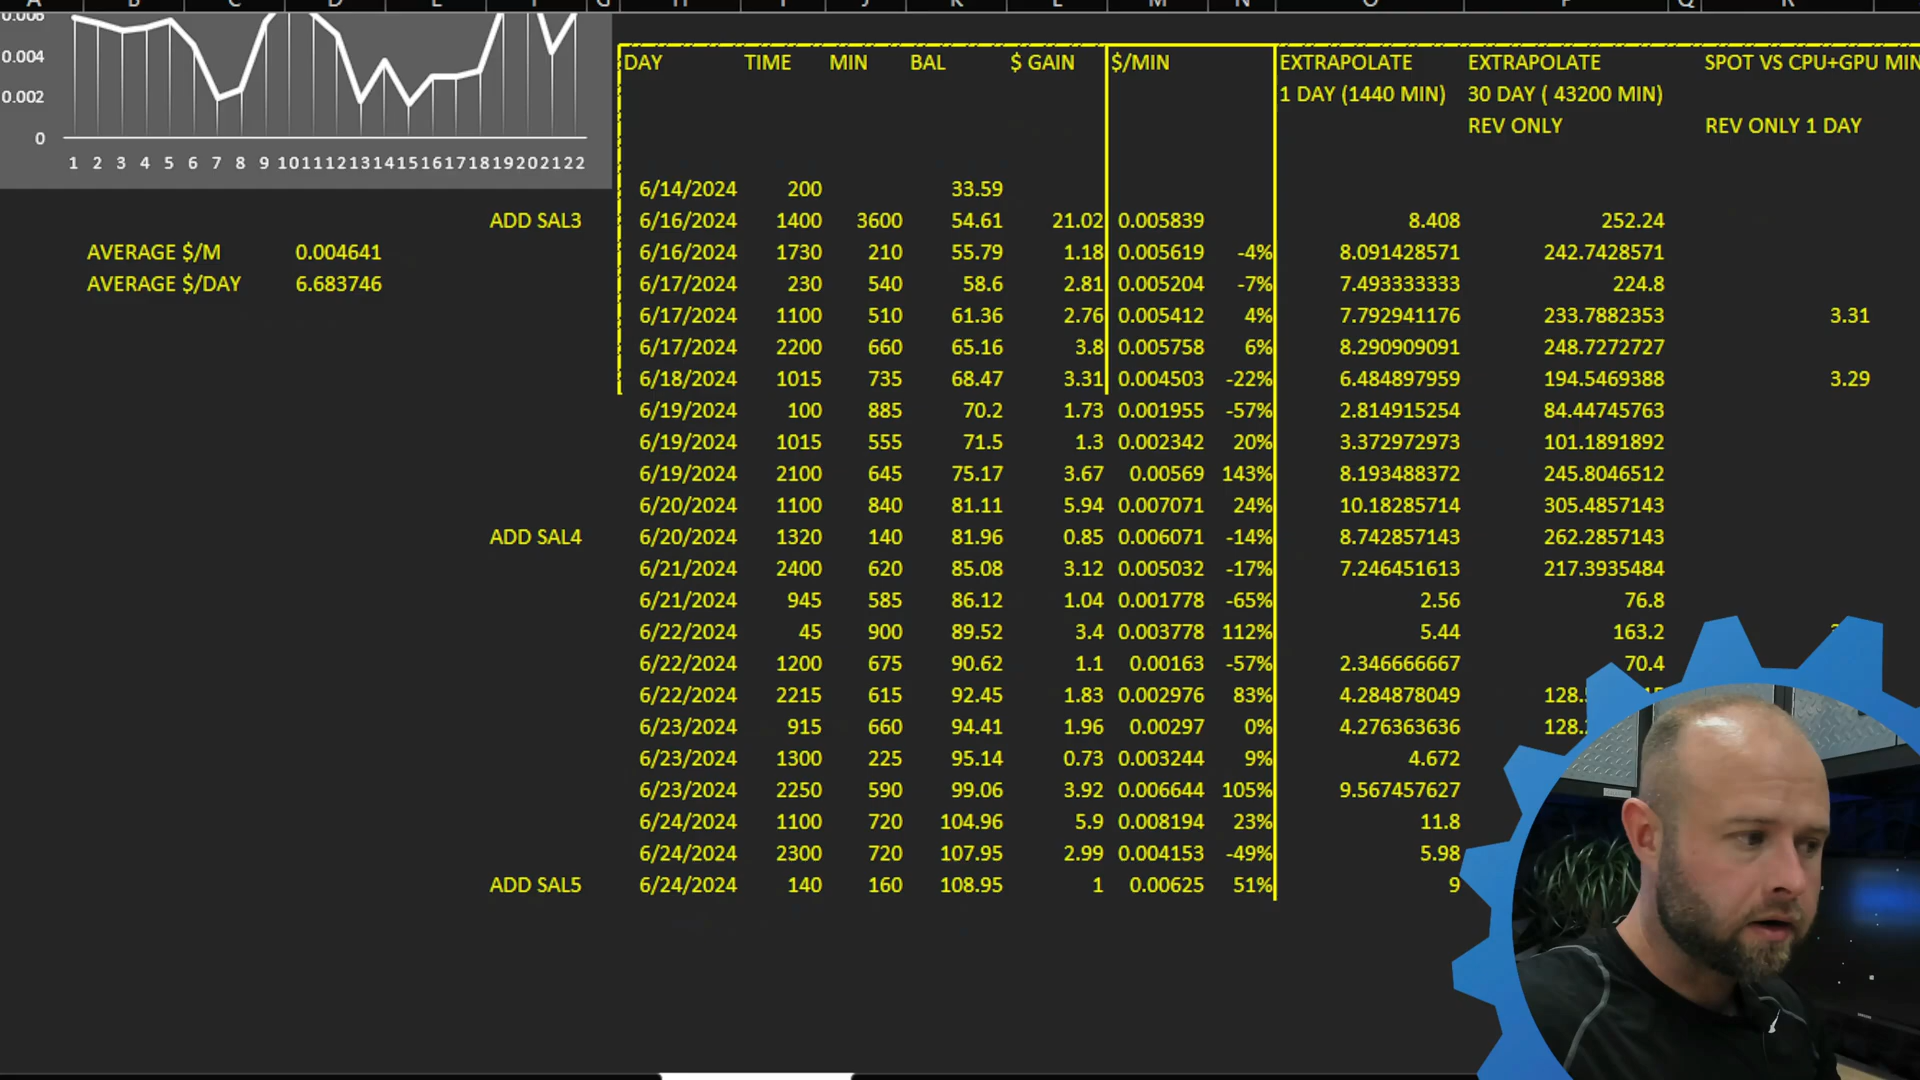 0.006
0.004
0.002
0
1 2 3 4 5 6 7 8 9 10 11 12 13 14 15 16 17 18 19 20 21 22
DAY TIME MIN BAL $ GAIN $/MIN EXTRAPOLATE EXTRAPOLATE SPOT VS CPU+GPU MIN
1 DAY (1440 MIN) 30 DAY ( 43200 MIN)
REV ONLY REV ONLY 1 DAY
6/14/2024 200 33.59
ADD SAL3 6/16/2024 1400 3600 54.61 21.02 0.005839 8.408 252.24
AVERAGE $/M 0.004641 6/16/2024 1730 210 55.79 1.18 0.005619 -4% 8.091428571 242.7428571
AVERAGE $/DAY 6.683746 6/17/2024 230 540 58.6 2.81 0.005204 -7% 7.493333333 224.8
6/17/2024 1100 510 61.36 2.76 0.005412 4% 7.792941176 233.7882353 3.31
6/17/2024 2200 660 65.16 3.8 0.005758 6% 8.290909091 248.7272727
6/18/2024 1015 735 68.47 3.31 0.004503 -22% 6.484897959 194.5469388 3.29
6/19/2024 100 885 70.2 1.73 0.001955 -57% 2.814915254 84.44745763
6/19/2024 1015 555 71.5 1.3 0.002342 20% 3.372972973 101.1891892
6/19/2024 2100 645 75.17 3.67 0.00569 143% 8.193488372 245.8046512
6/20/2024 1100 840 81.11 5.94 0.007071 24% 10.18285714 305.4857143
ADD SAL4 6/20/2024 1320 140 81.96 0.85 0.006071 -14% 8.742857143 262.2857143
6/21/2024 2400 620 85.08 3.12 0.005032 -17% 7.246451613 217.3935484
6/21/2024 945 585 86.12 1.04 0.001778 -65% 2.56 76.8
6/22/2024 45 900 89.52 3.4 0.003778 112% 5.44 163.2
6/22/2024 1200 675 90.62 1.1 0.00163 -57% 2.346666667 70.4
6/22/2024 2215 615 92.45 1.83 0.002976 83% 4.284878049
6/23/2024 915 660 94.41 1.96 0.00297 0% 4.276363636
6/23/2024 1300 225 95.14 0.73 0.003244 9% 4.672
6/23/2024 2250 590 99.06 3.92 0.006644 105% 9.567457627
6/24/2024 1100 720 104.96 5.9 0.008194 23% 11.8
6/24/2024 2300 720 107.95 2.99 0.004153 -49% 5.98
ADD SAL5 6/24/2024 140 160 108.95 1 0.00625 51% 9